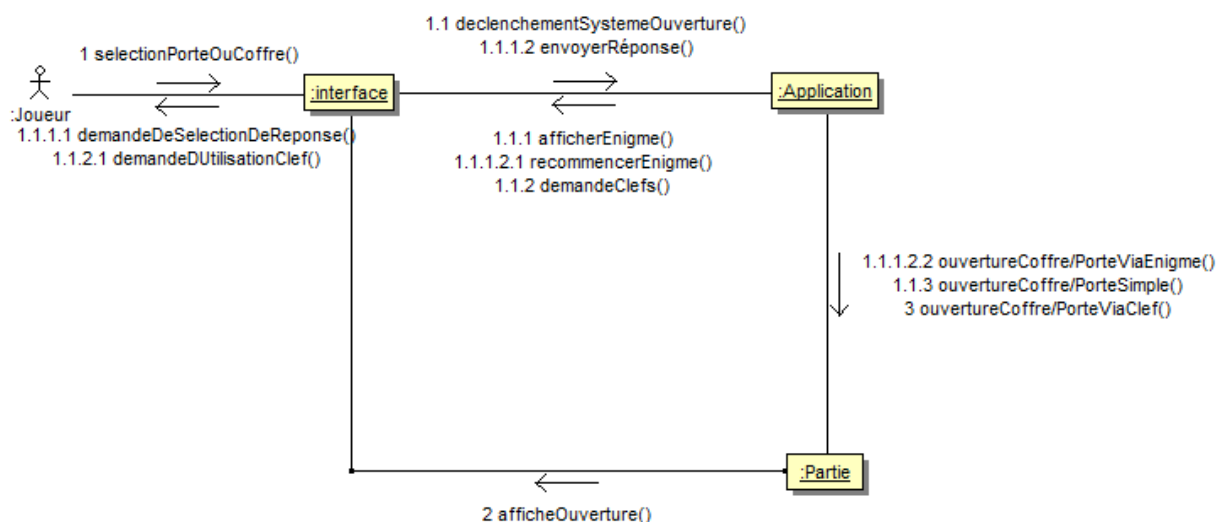 1.1 declenchementSystemeOuverture()
1.1.1.2 envoyerRéponse()
1 selectionPorteOuCoffre()
:Joueur
:interface
:Application
1.1.1.1 demandeDeSelectionDeReponse()
1.1.2.1 demandeDUtilisationClef()
1.1.1 afficherEnigme()
1.1.1.2.1 recommencerEnigme()
1.1.2 demandeClefs()
1.1.1.2.2 ouvertureCoffre/PorteViaEnigme()
1.1.3 ouvertureCoffre/PorteSimple()
3 ouvertureCoffre/PorteViaClef()
:Partie
2 afficheOuverture()